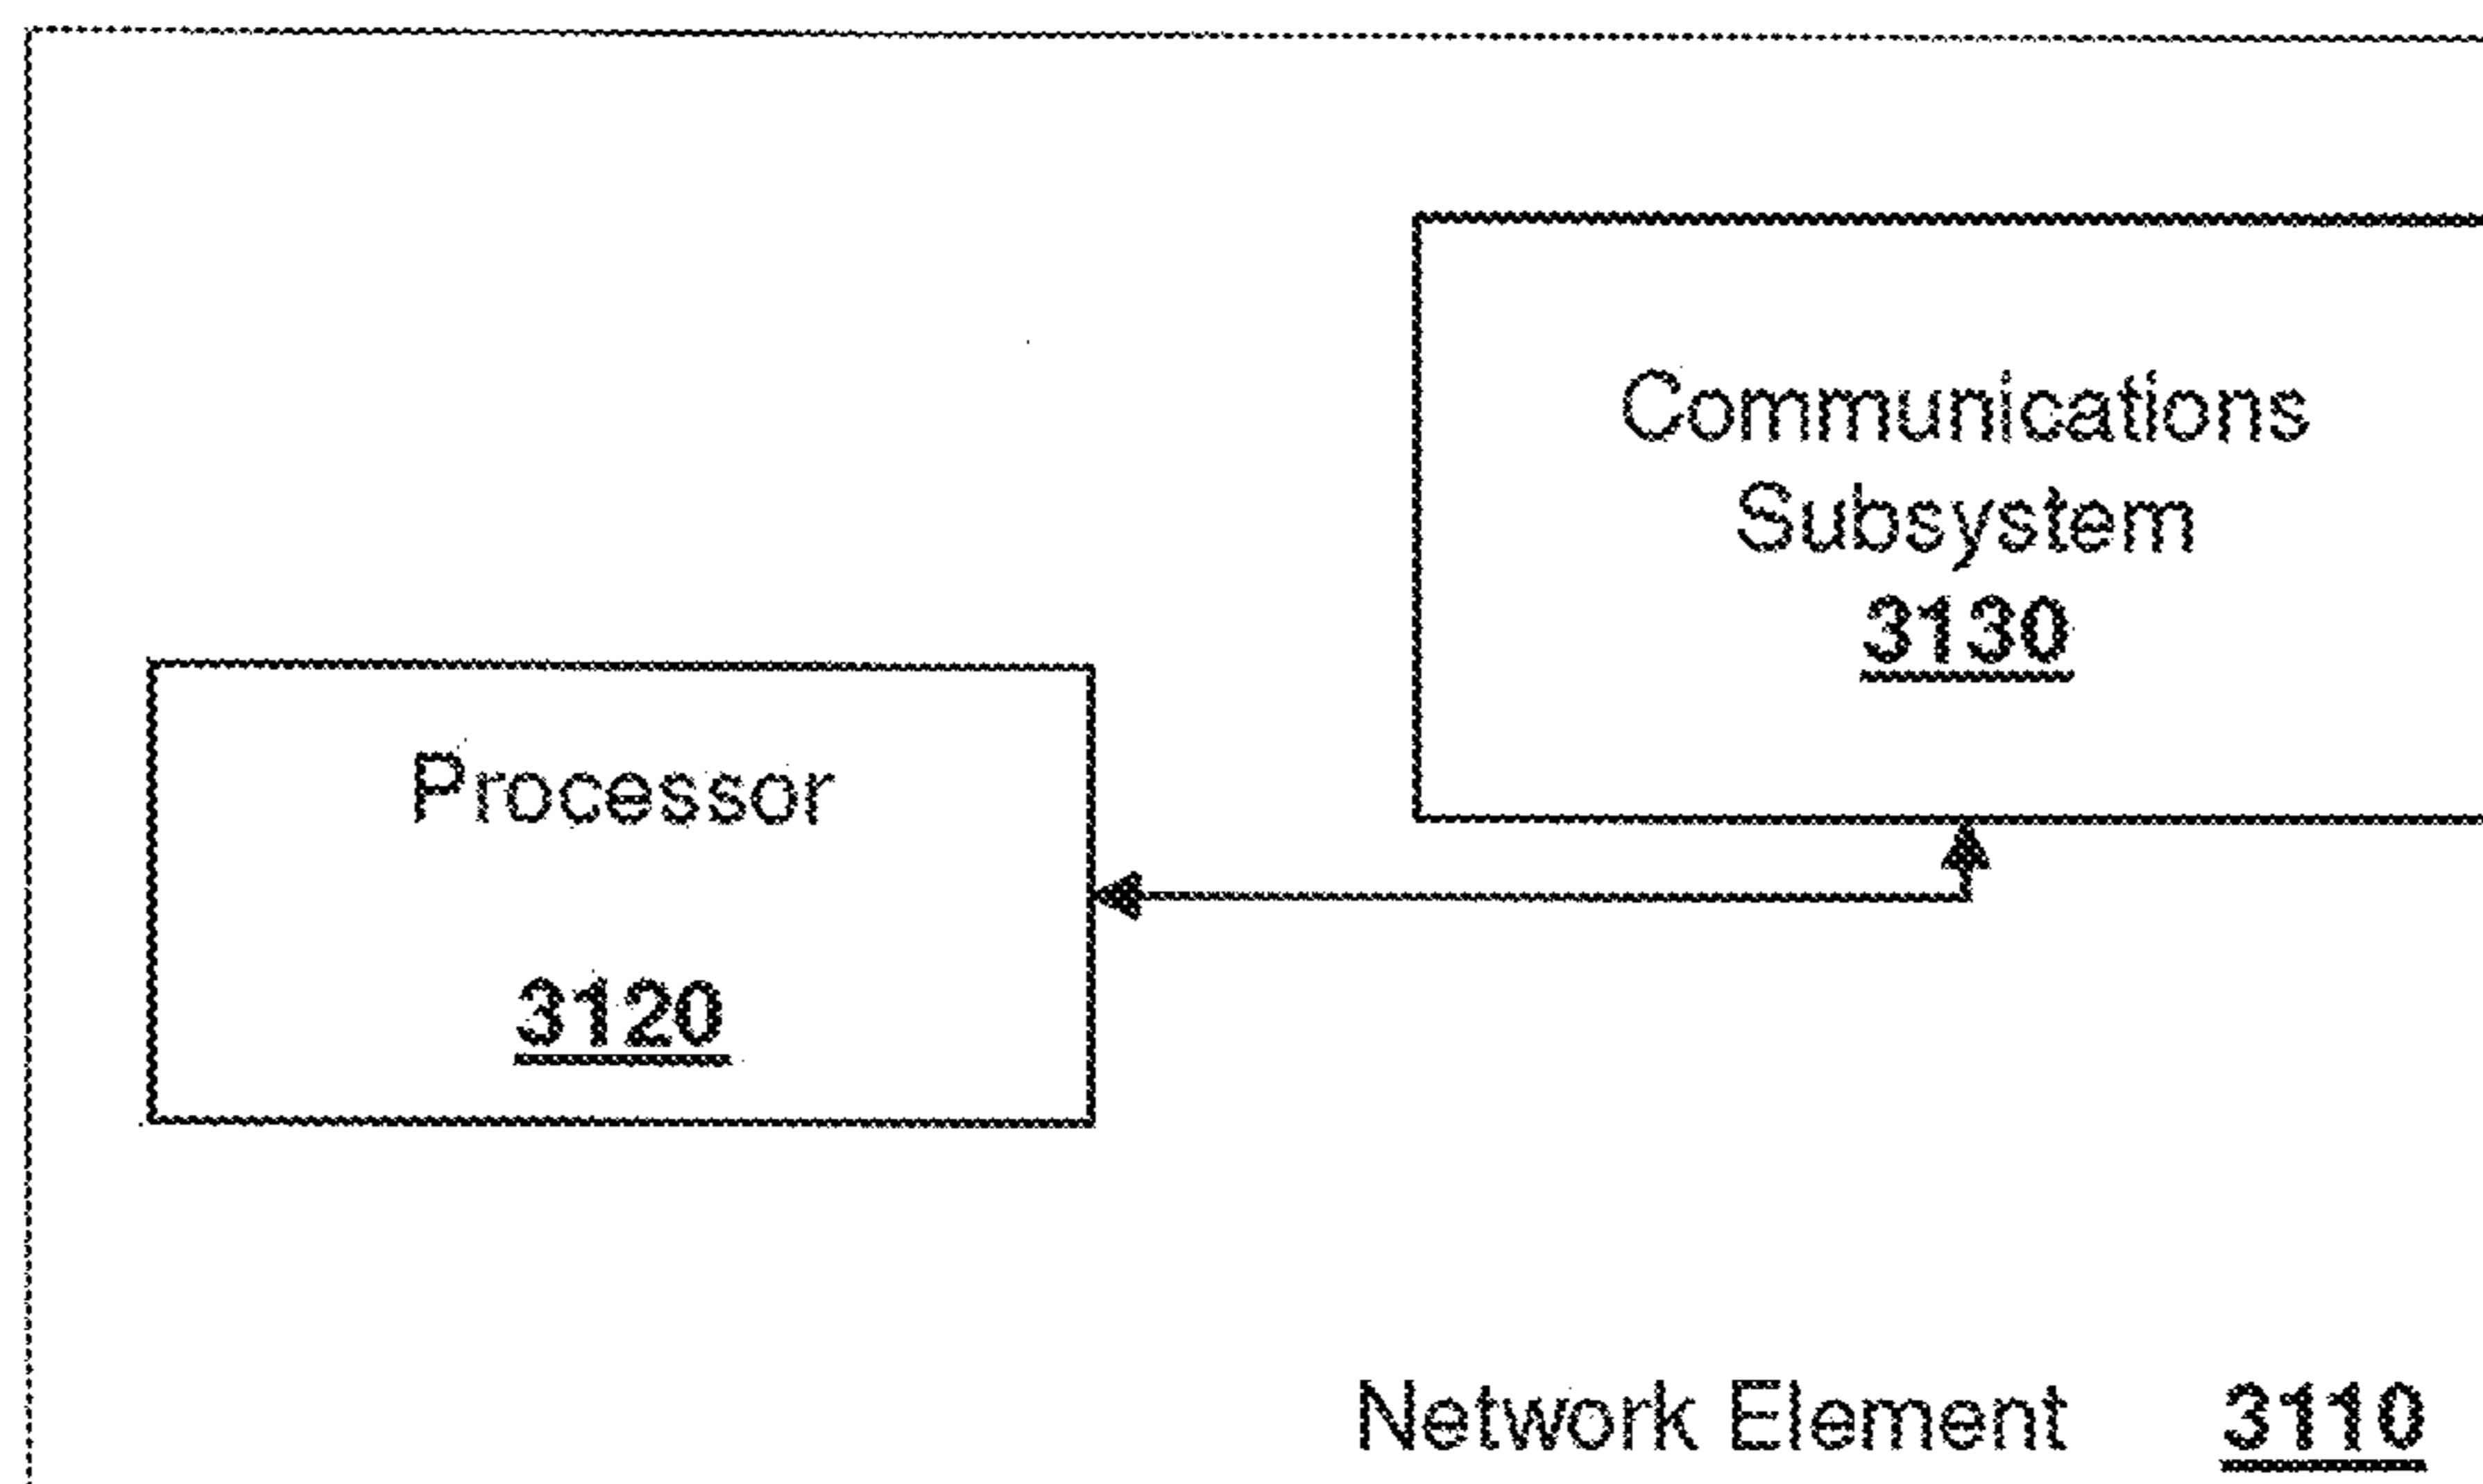 Communications
Subsystem
3130
Processor
3120
Network Element 3110